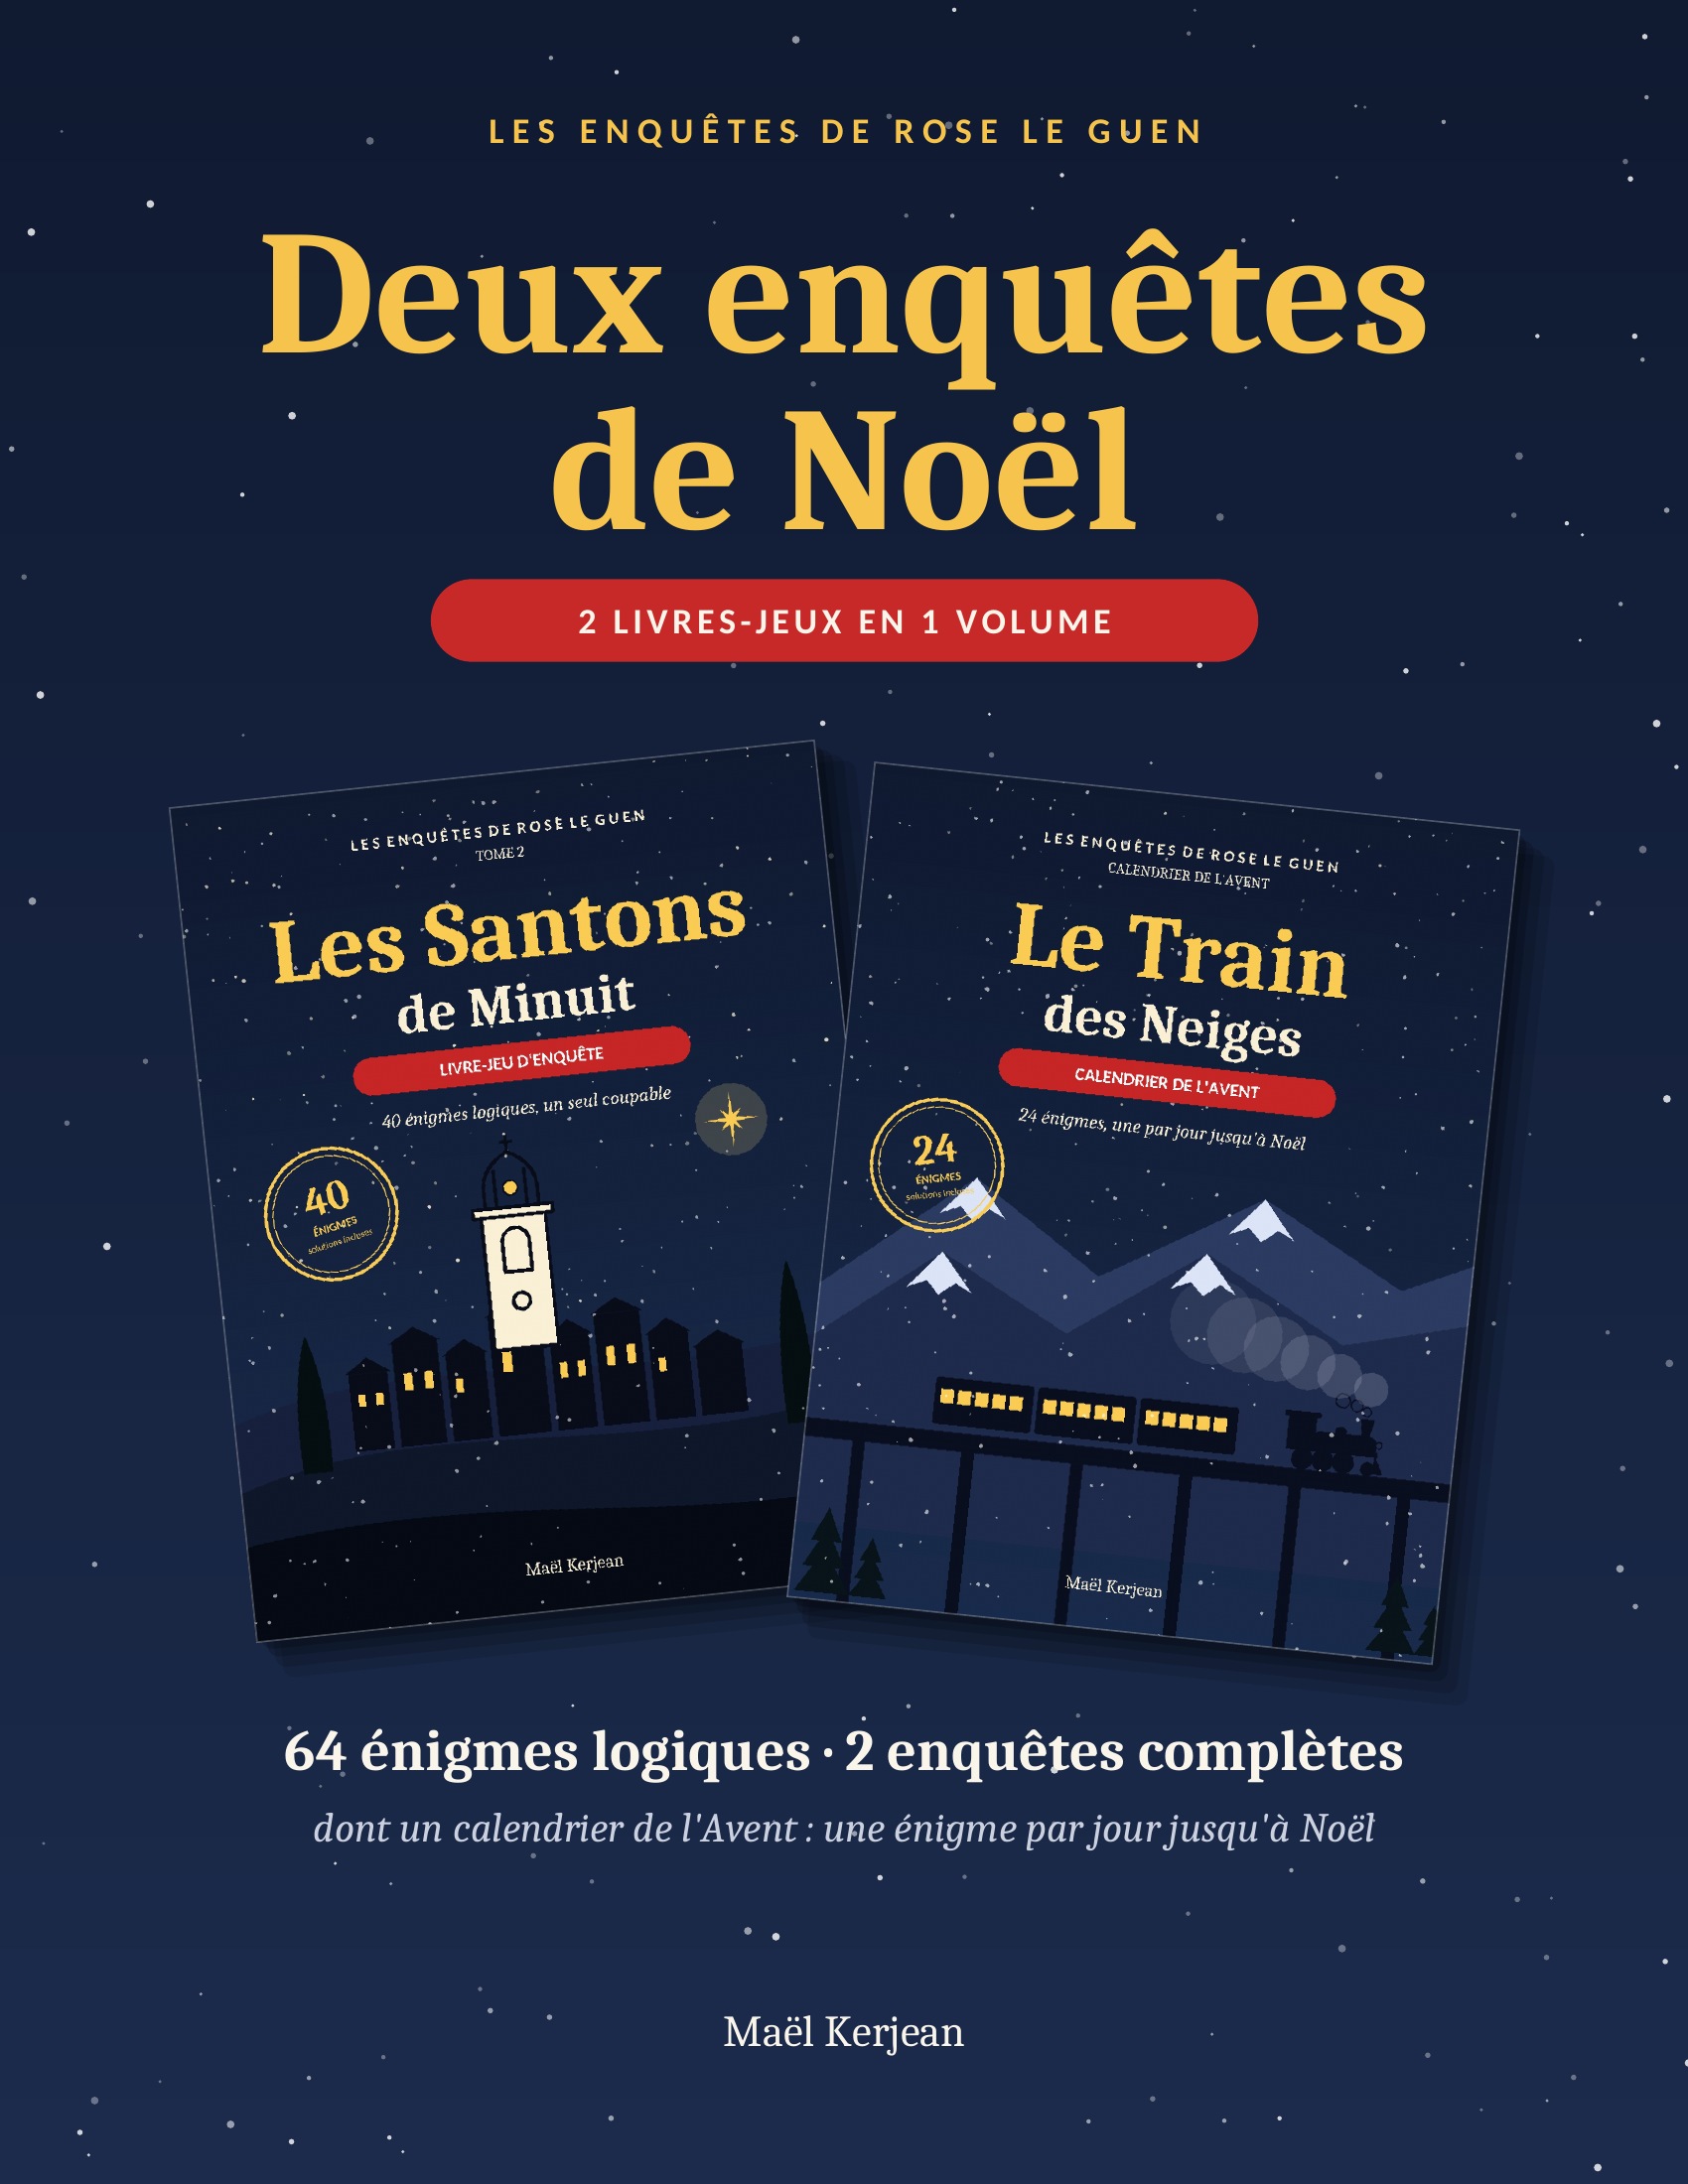 LES ENQUÊTES DE ROSE LE GUEN
Deux enquêtes
de Noël
2 LIVRES-JEUX EN 1 VOLUME
LES ENQUÊTES DE ROSE LE GUEN
TOME 2
Les Santons
de Minuit
LIVRE-JEU D'ENQUÊTE
40 énigmes logiques, un seul coupable
40
ÉNIGMES
solutions incluses
Maël Kerjean
LES ENQUÊTES DE ROSE LE GUEN
CALENDRIER DE L'AVENT
Le Train
des Neiges
CALENDRIER DE L'AVENT
24 énigmes, une par jour jusqu'à Noël
24
ÉNIGMES
solutions incluses
Maël Kerjean
64 énigmes logiques · 2 enquêtes complètes
dont un calendrier de l'Avent : une énigme par jour jusqu'à Noël
Maël Kerjean